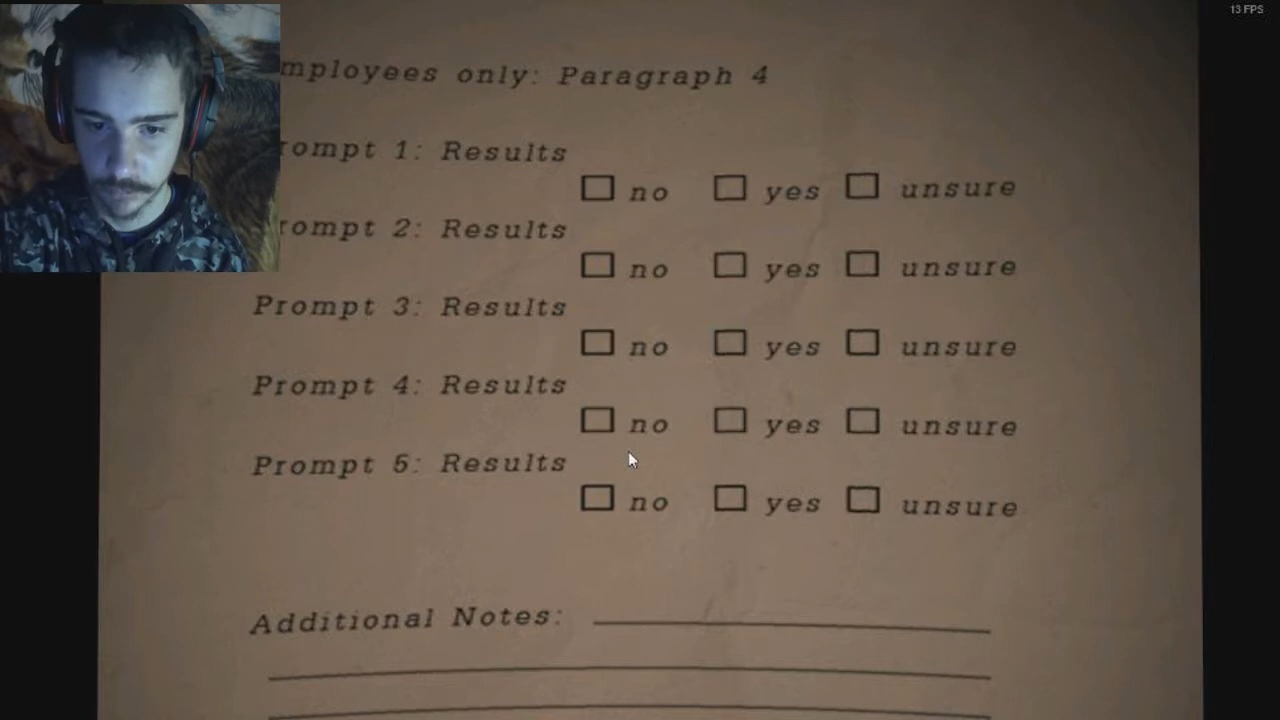 13 FPS
mployees only: Paragraph 4
rompt 1: Results
no yes unsure
rompt 2: Results
no yes unsure
Prompt 3: Results
no yes unsure
Prompt 4: Results
no yes unsure
Prompt 5: Results
no yes unsure
Additional Notes: